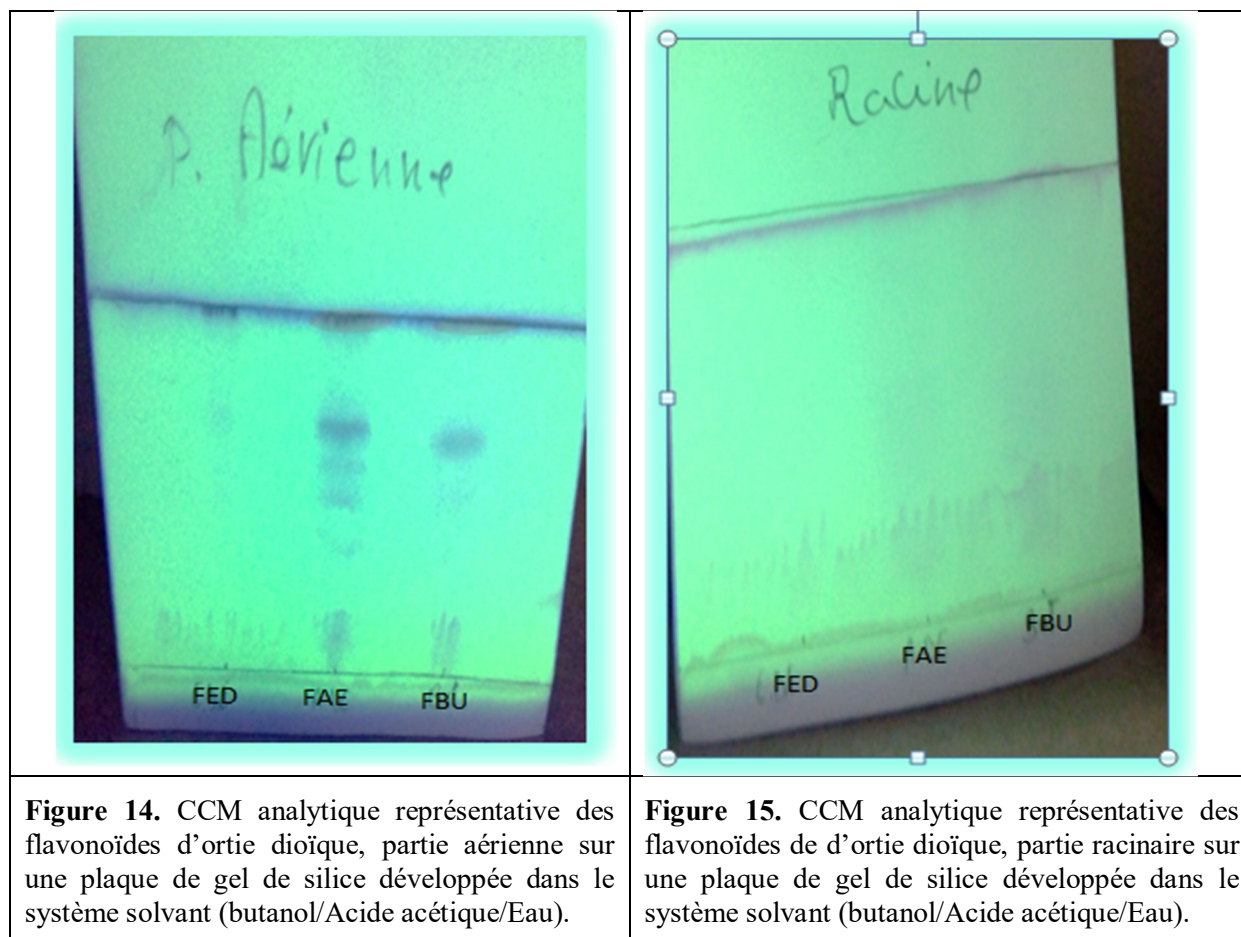 P. Aérienne
FED FAE FBU
Racine
FED
FAE
FBU
Figure 14. CCM analytique représentative des
flavonoïdes d’ortie dioïque, partie aérienne sur
une plaque de gel de silice développée dans le
système solvant (butanol/Acide acétique/Eau).
Figure 15. CCM analytique représentative des
flavonoïdes de d’ortie dioïque, partie racinaire sur
une plaque de gel de silice développée dans le
système solvant (butanol/Acide acétique/Eau).